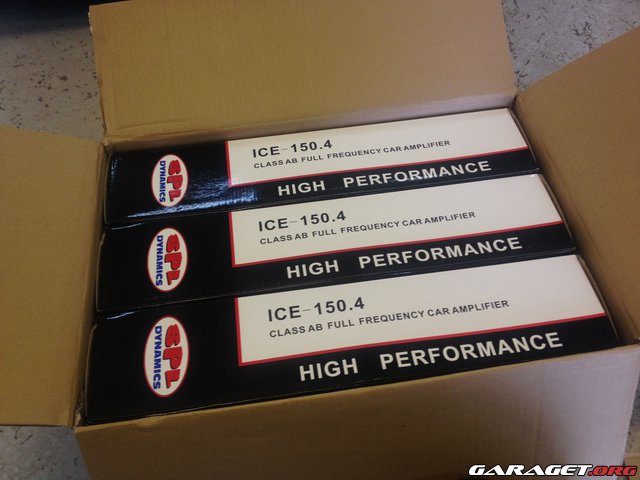 ICE-150.4
CLASS AB FULL FREQUENCY CAR AMPLIFIER
HIGH PERFORMANCE
SPL
DYNAMICS
ICE-150.4
CLASS AB FULL FREQUENCY CAR AMPLIFIER
HIGH PERFORMANCE
SPL
DYNAMICS
ICE-150.4
CLASS AB FULL FREQUENCY CAR AMPLIFIER
HIGH PERFORMANCE
SPL
DYNAMICS
GARAGET.ORG